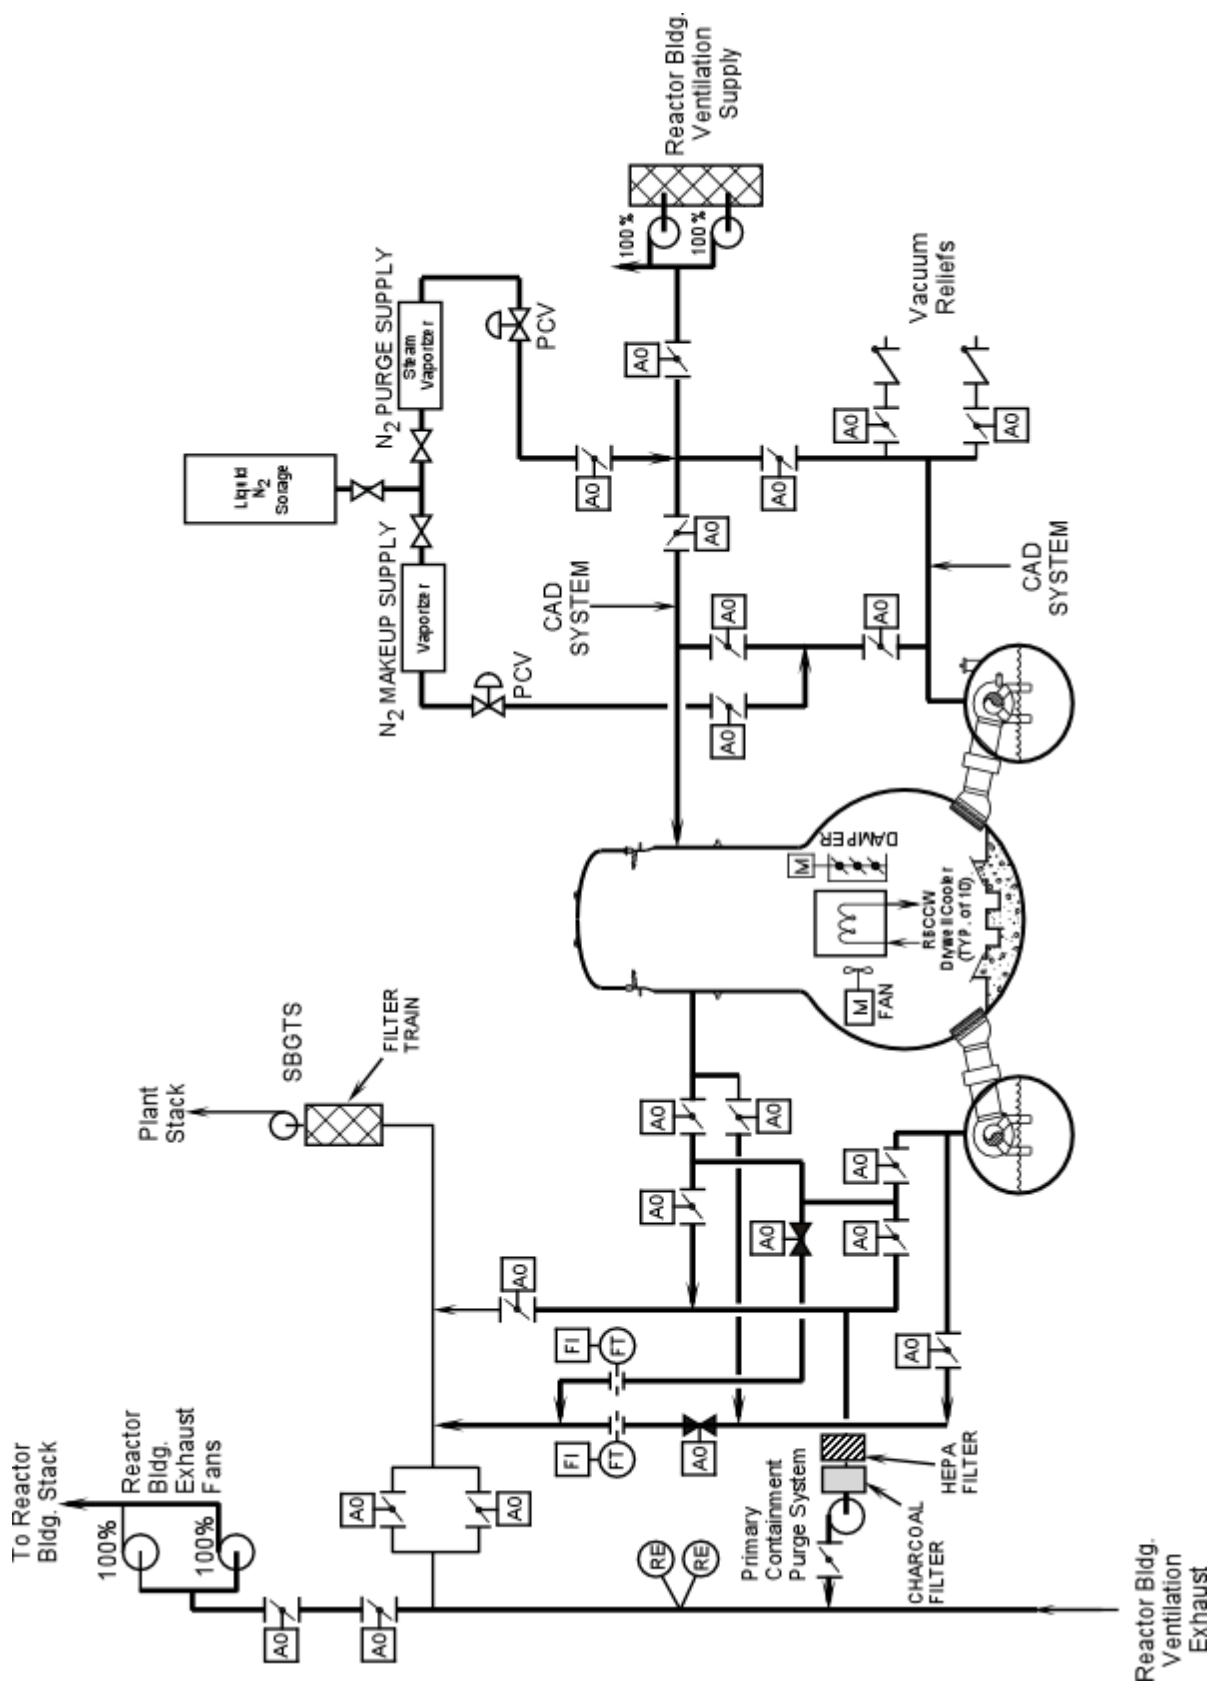 To Reactor
Bldg. Stack
Reactor
Bldg.
Exhaust
Fans
100%
100%
Plant
Stack
SBGTS
FILTER
TRAIN
Liquid
N2
Sorage
N2 MAKEUP SUPPLY
N2 PURGE SUPPLY
Vaporizer
Steam
Vaporizer
PCV
PCV
AO
AO
AO
AO
AO
FI
FT
FI
FT
CAD
SYSTEM
AO
100%
100%
Reactor Bldg.
Ventilation
Supply
RE
RE
AO
AO
AO
AO
AO
AO
AO
AO
AO
Primary
Containment
Purge System
AO
AO
M
FAN
M
DAMPER
AO
AO
AO
AO
AO
Vacuum
Reliefs
RBCCW
Drywell Cooler
(TYP. of 10)
CHARCOAL
FILTER
HEPA
FILTER
CAD
SYSTEM
Reactor Bldg.
Ventilation
Exhaust